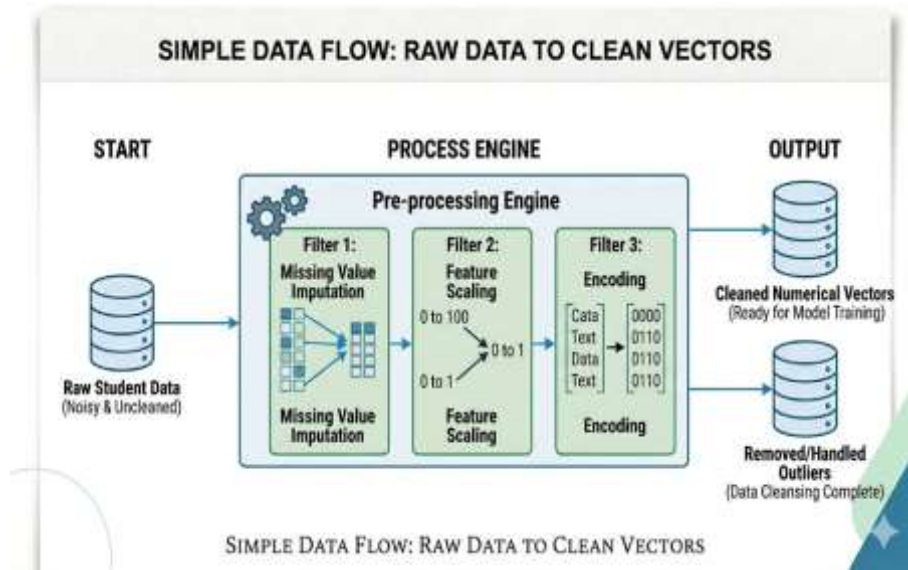 SIMPLE DATA FLOW: RAW DATA TO CLEAN VECTORS
START
PROCESS ENGINE
OUTPUT
Pre-processing Engine
Filter 1:
Missing Value
Imputation
Missing Value
Imputation
Filter 2:
Feature
Scaling
0 to 100
0 to 1
0 to 1
Feature
Scaling
Filter 3:
Encoding
Cata 0000
Text 0110
Data 0110
Text 0110
Encoding
Raw Student Data
(Noisy & Uncleaned)
Cleaned Numerical Vectors
(Ready for Model Training)
Removed/Handled
Outliers
(Data Cleansing Complete)
SIMPLE DATA FLOW: RAW DATA TO CLEAN VECTORS